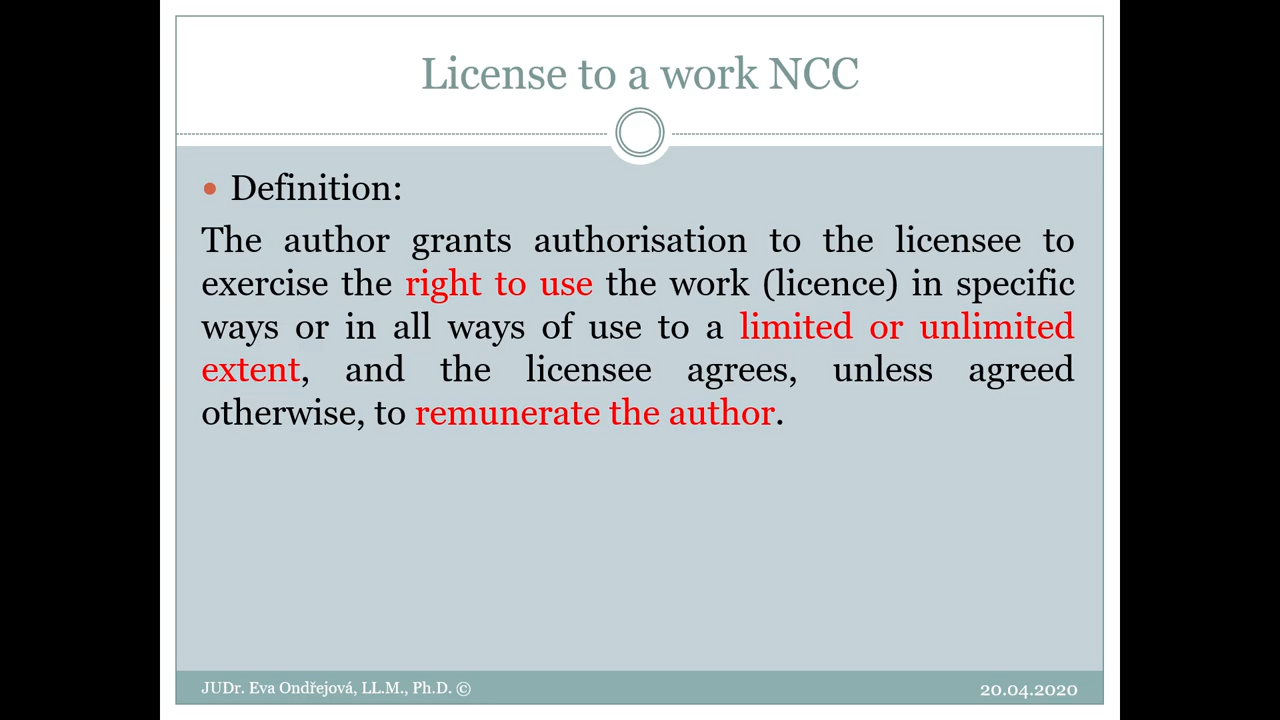 License to a work NCC
Definition:
The author grants authorisation to the licensee to
exercise the right to use the work (licence) in specific
ways or in all ways of use to a limited or unlimited
extent, and the licensee agrees, unless agreed
otherwise, to remunerate the author.
JUDr. Eva Ondřejová, LL.M., Ph.D. ©
20.04.2020